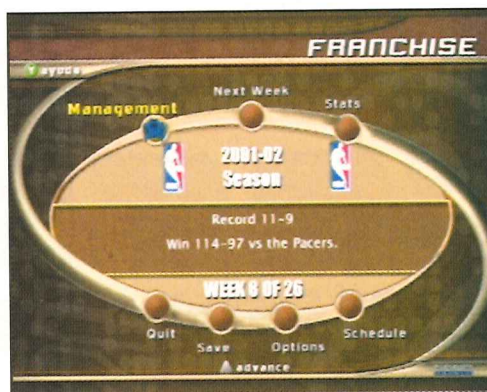 FRANCHISE
Y ayuda
Next Week
Management
Stats
2001-02
Season
Record 11-9
Win 114-97 vs the Pacers.
WEEK 8 OF 26
Quit
Save
Options
Schedule
advance